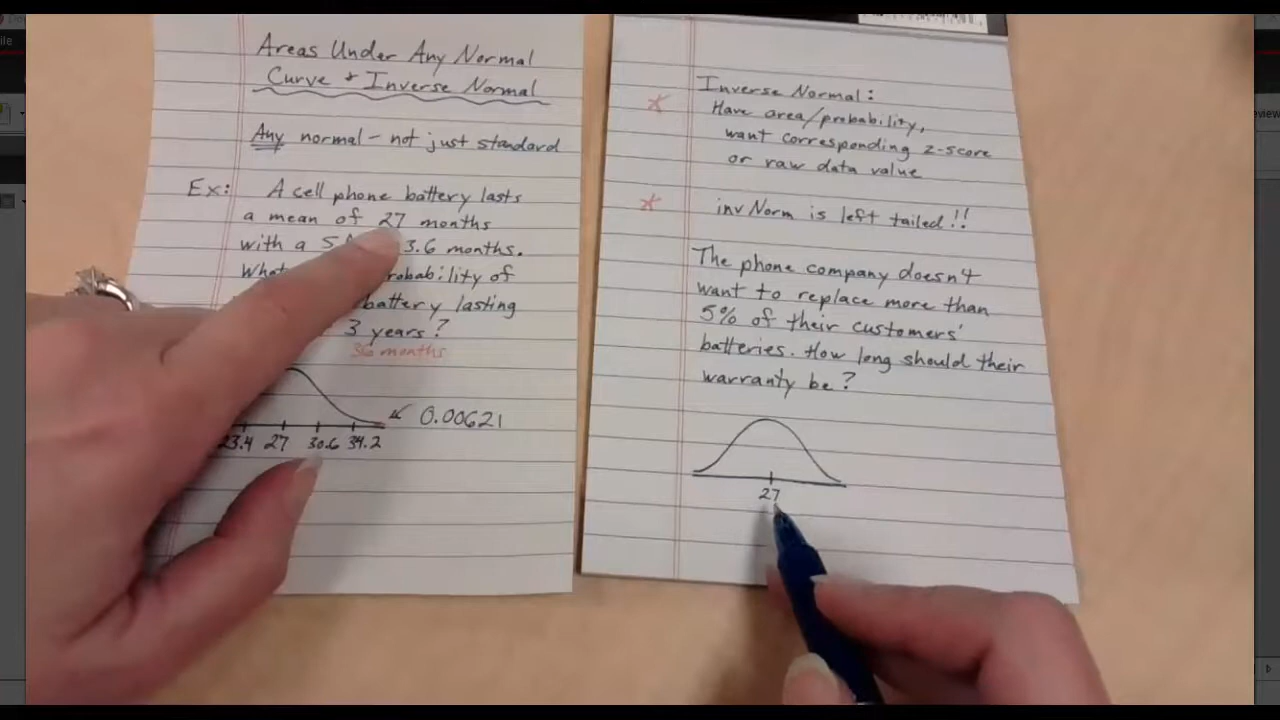 Areas Under Any Normal
Curve + Inverse Normal
Any normal - not just standard
Ex: A cell phone battery lasts
a mean of 27 months
with a 3.6 months.
probability of
battery lasting
3 years?
36 months
0.00621
23.4 27 30.6 34.2
Inverse Normal:
* Have area/probability,
want corresponding z-score
or raw data value
* invNorm is left tailed!!
The phone company doesn't
want to replace more than
5% of their customers'
batteries. How long should their
warranty be?
27